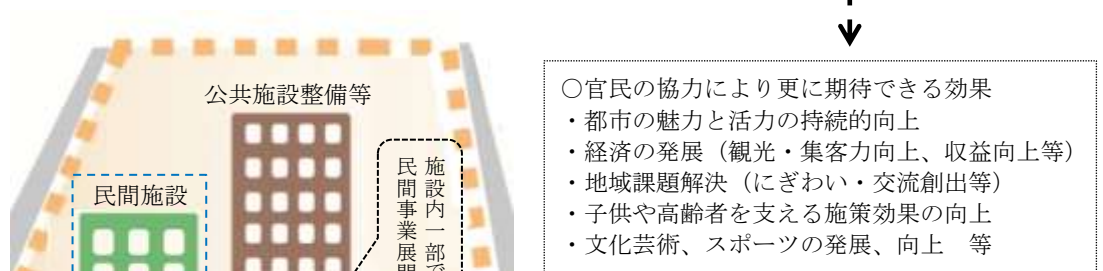 公共施設整備等
民間施設
施設内一部で
民間事業展開
○官民の協力により更に期待できる効果
・都市の魅力と活力の持続的向上
・経済の発展（観光・集客力向上、収益向上等）
・地域課題解決（にぎわい・交流創出等）
・子供や高齢者を支える施策効果の向上
・文化芸術、スポーツの発展、向上　等